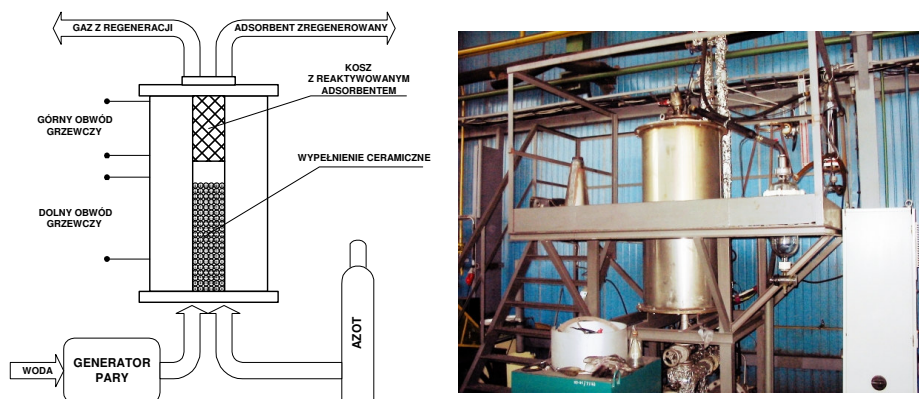 GAZ Z REGENERACJI
ADSORBENT ZREGENEROWANY
KOSZ
Z REAKTYWOWANYM
ADSORBENTEM
GÓRNY OBWÓD
GRZEWCZY
WYPEŁNIENIE CERAMICZNE
DOLNY OBWÓD
GRZEWCZY
AZOT
WODA
GENERATOR
PARY